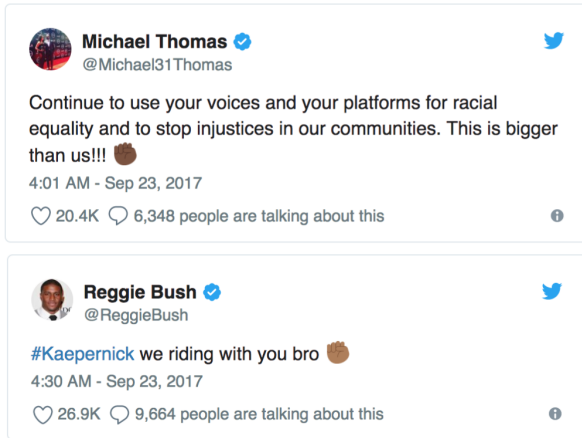 Michael Thomas
@Michael31Thomas
Continue to use your voices and your platforms for racial
equality and to stop injustices in our communities. This is bigger
than us!!! ✊🏾
4:01 AM - Sep 23, 2017
20.4K 6,348 people are talking about this
Reggie Bush
@ReggieBush
#Kaepernick we riding with you bro ✊🏽
4:30 AM - Sep 23, 2017
26.9K 9,664 people are talking about this